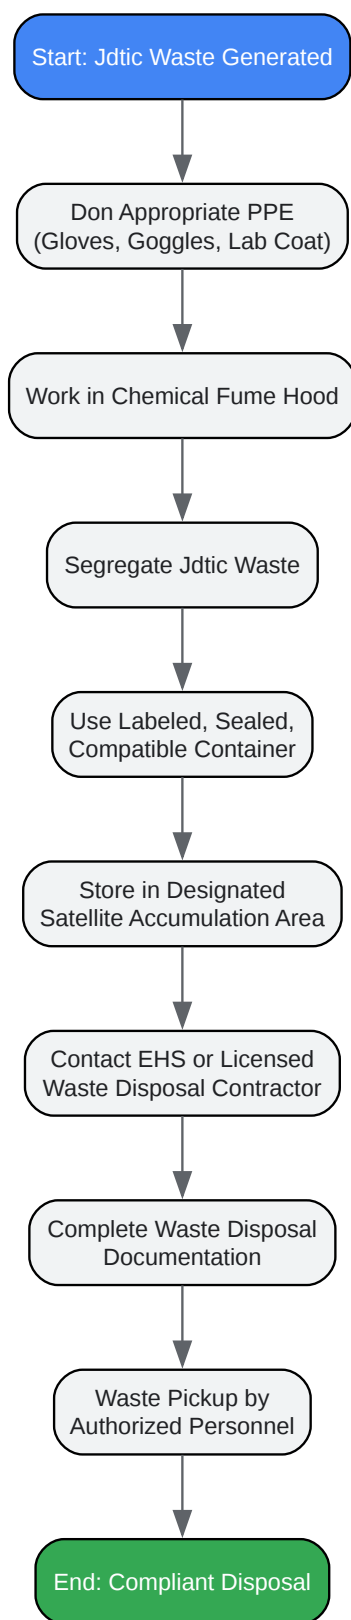 Start: Jdtic Waste Generated
Don Appropriate PPE
(Gloves, Goggles, Lab Coat)
Work in Chemical Fume Hood
Segregate Jdtic Waste
Use Labeled, Sealed,
Compatible Container
Store in Designated
Satellite Accumulation Area
Contact EHS or Licensed
Waste Disposal Contractor
Complete Waste Disposal
Documentation
Waste Pickup by
Authorized Personnel
End: Compliant Disposal